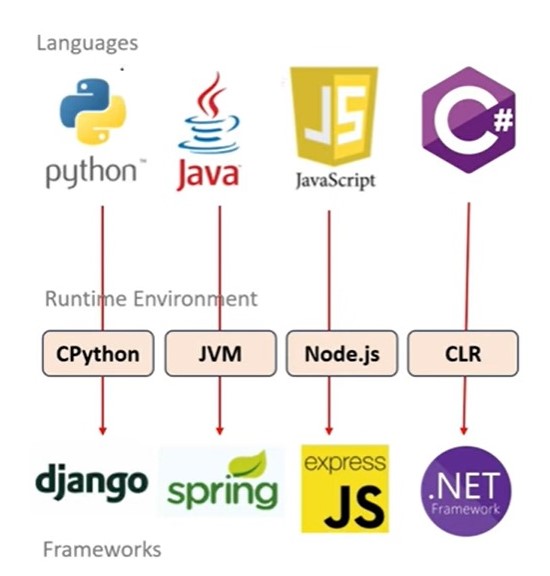 Languages
python™
Java
JS
JavaScript
C#
Runtime Environment
CPython
JVM
Node.js
CLR
django
spring
express
JS
.NET
Framework
Frameworks